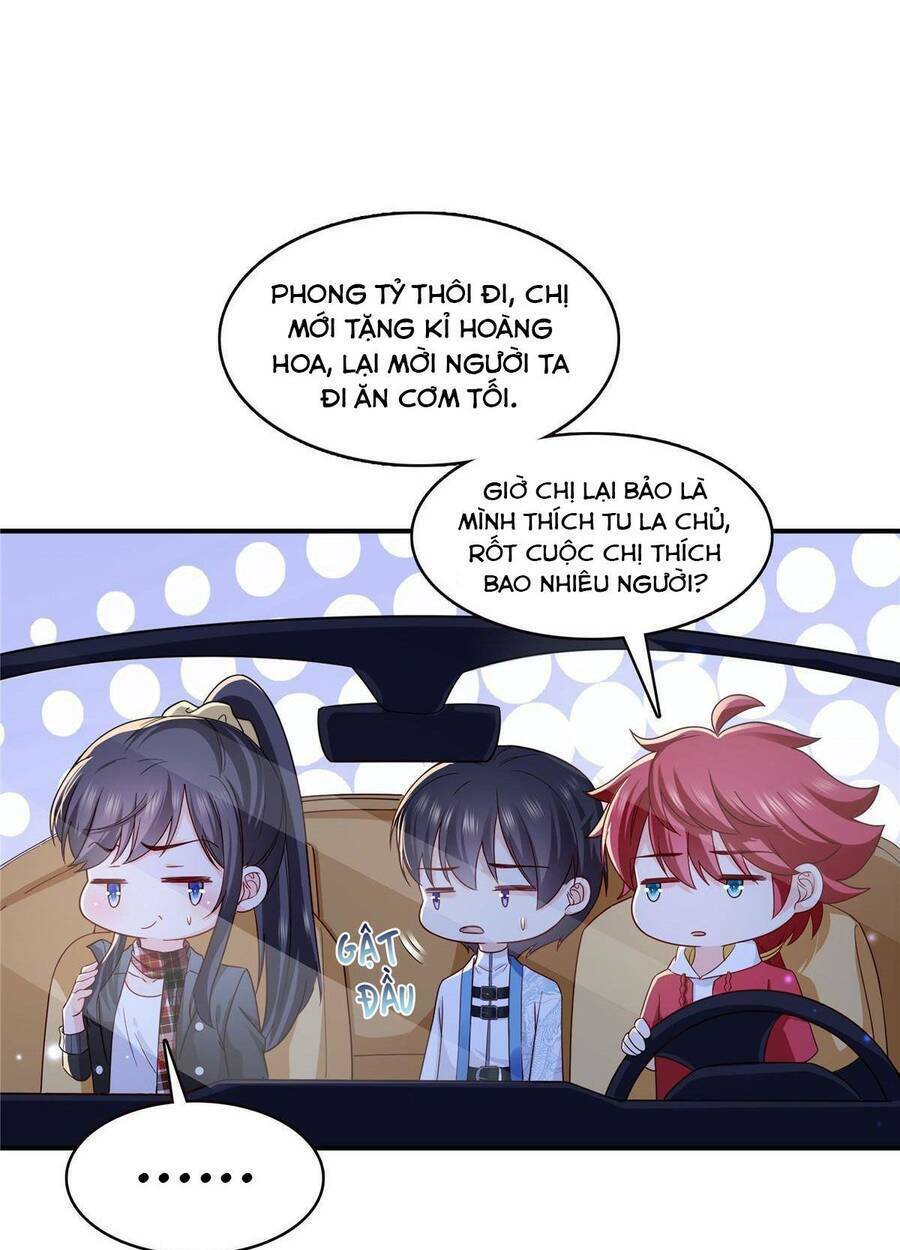 PHONG TỶ THÔI ĐI, CHỊ
MỚI TẶNG KỈ HOÀNG
HOA, LẠI MỜI NGƯỜI TA
ĐI ĂN CƠM TỐI.
GIỜ CHỊ LẠI BẢO LÀ
MÌNH THÍCH TU LA CHỦ,
RỐT CUỘC CHỊ THÍCH
BAO NHIÊU NGƯỜI?
GẬT
ĐẦU
......